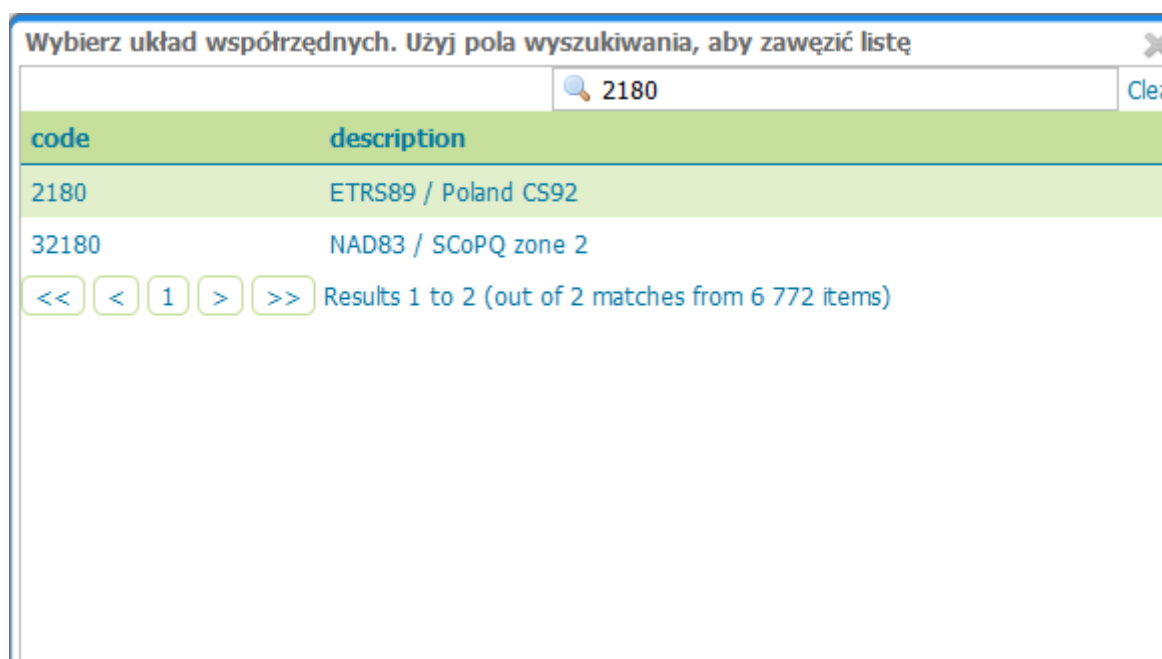 Wybierz układ współrzędnych. Użyj pola wyszukiwania, aby zawęzić listę
2180
code description
2180 ETRS89 / Poland CS92
32180 NAD83 / SCoPQ zone 2
<< < 1 > >> Results 1 to 2 (out of 2 matches from 6 772 items)